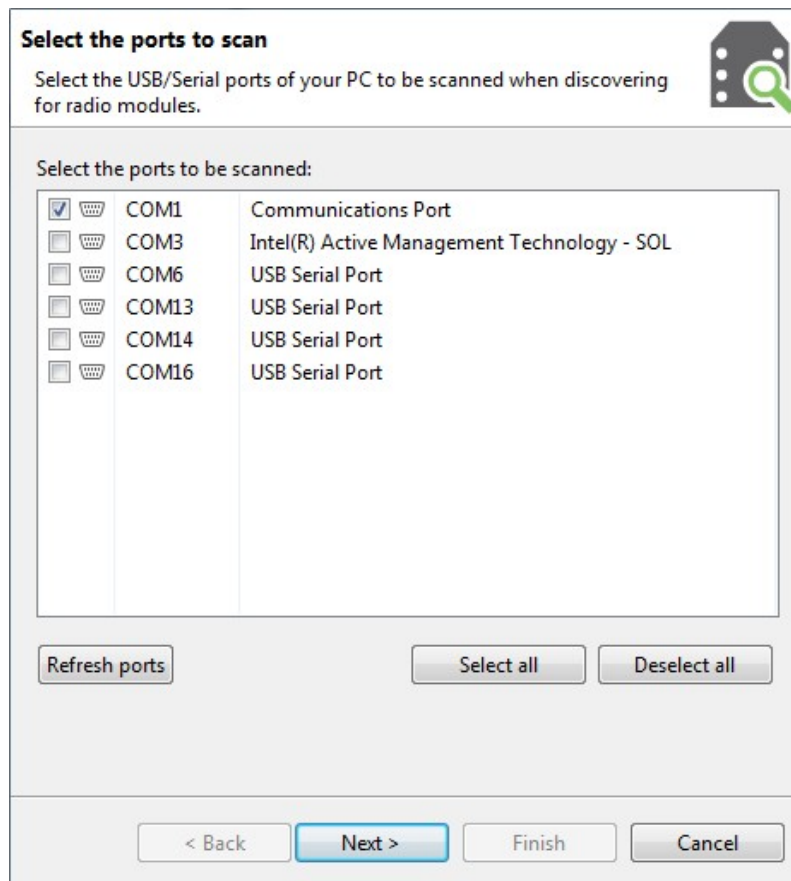 Select the ports to scan
Select the USB/Serial ports of your PC to be scanned when discovering
for radio modules.
Select the ports to be scanned:
COM1 Communications Port
COM3 Intel(R) Active Management Technology - SOL
COM6 USB Serial Port
COM13 USB Serial Port
COM14 USB Serial Port
COM16 USB Serial Port
Refresh ports Select all Deselect all
< Back Next > Finish Cancel